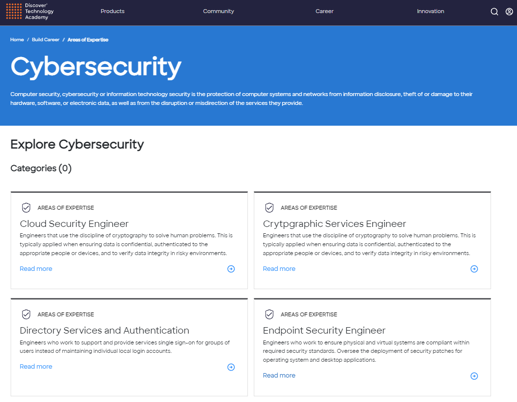 Discover
Technology
Academy
Products
Community
Career
Innovation
Home / Build Career / Areas of Expertise
Cybersecurity
Computer security, cybersecurity or information technology security is the protection of computer systems and networks from information disclosure, theft of or damage to their
hardware, software, or electronic data, as well as from the disruption or misdirection of the services they provide.
Explore Cybersecurity
Categories (0)
AREAS OF EXPERTISE
Cloud Security Engineer
Engineers that use the discipline of cryptography to solve human problems. This is
typically applied when ensuring data is confidential, authenticated to the
appropriate people or devices, and to verify data integrity in risky environments.
Read more
AREAS OF EXPERTISE
Crytpgraphic Services Engineer
Engineers that use the discipline of cryptography to solve human problems. This is
typically applied when ensuring data is confidential, authenticated to the
appropriate people or devices, and to verify data integrity in risky environments.
Read more
AREAS OF EXPERTISE
Directory Services and Authentication
Engineers who work to support and provide services single sign-on for groups of
users instead of maintaining individual local login accounts.
Read more
AREAS OF EXPERTISE
Endpoint Security Engineer
Engineers who work to ensure physical and virtual systems are compliant within
required security standards. Oversee the deployment of security patches for
operating system and desktop applications.
Read more